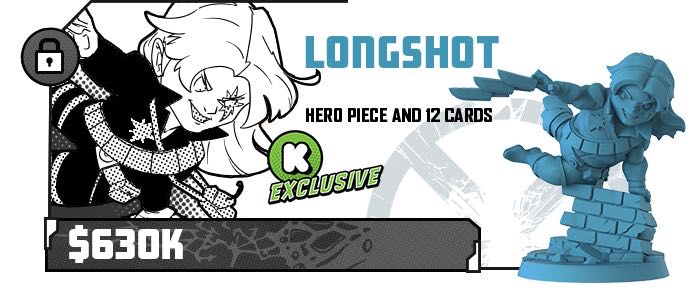 LONGSHOT
HERO PIECE AND 12 CARDS
K
EXCLUSIVE
$630K